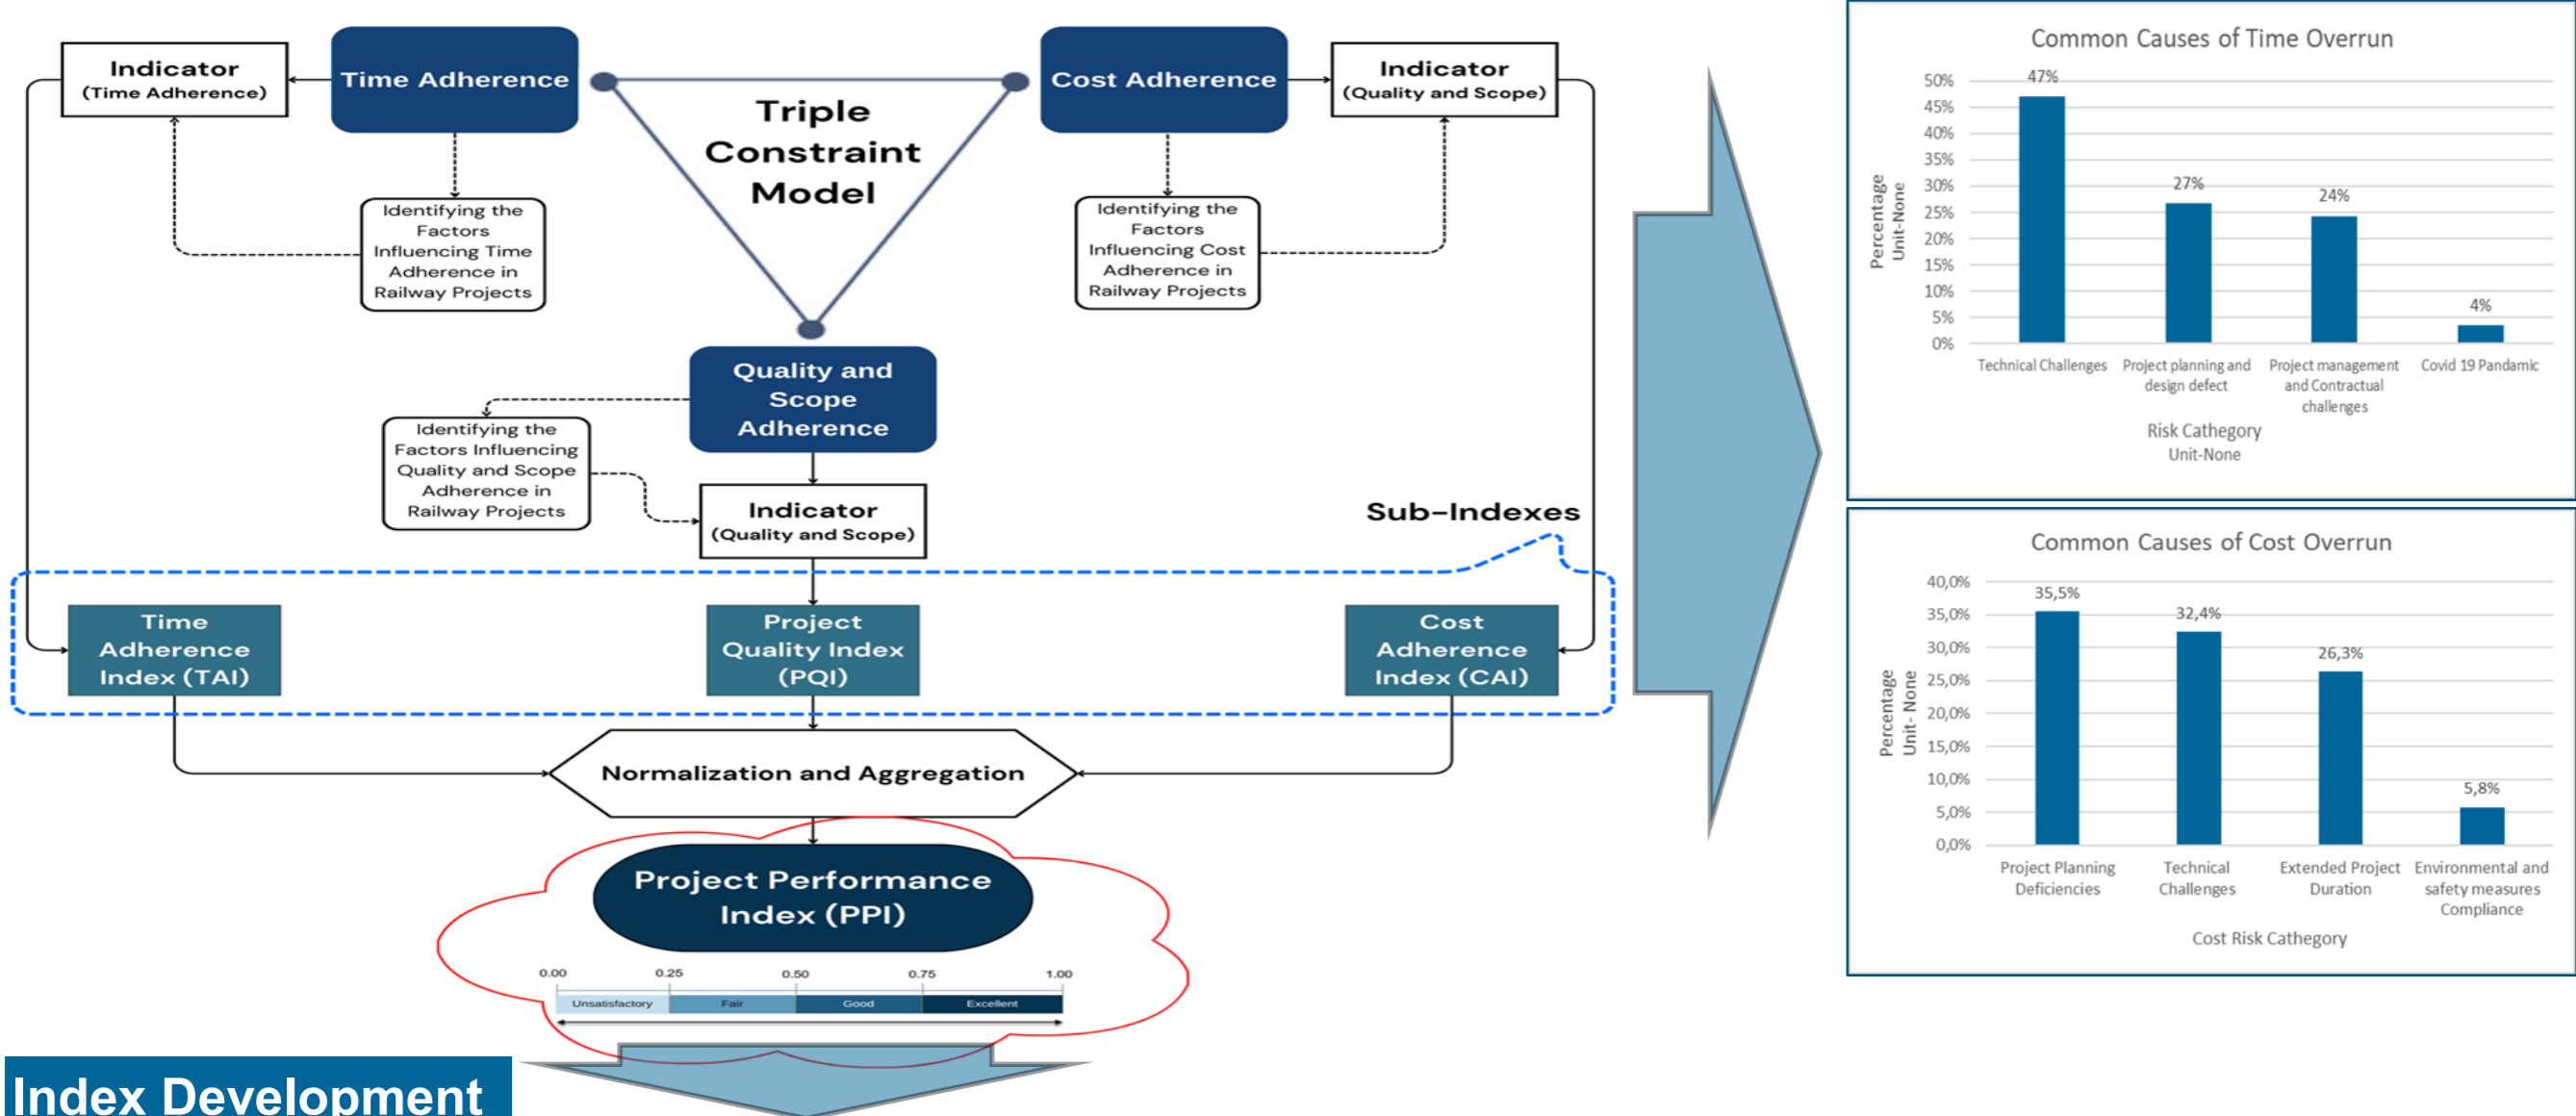 Indicator
(Time Adherence)
Time Adherence
Triple
Constraint
Model
Cost Adherence
Indicator
(Quality and Scope)
Identifying the
Factors
Influencing Time
Adherence in
Railway Projects
Identifying the
Factors
Influencing Cost
Adherence in
Railway Projects
Quality and
Scope
Adherence
Identifying the
Factors Influencing
Quality and Scope
Adherence in
Railway Projects
Indicator
(Quality and Scope)
Sub-Indexes
Time
Adherence
Index (TAI)
Project
Quality Index
(PQI)
Cost
Adherence
Index (CAI)
Normalization and Aggregation
Project Performance
Index (PPI)
0.00 0.25 0.50 0.75 1.00
Unsatisfactory Fair Good Excellent
Index Development
Common Causes of Time Overrun
Percentage
Unit-None
50%
45%
40%
35%
30%
25%
20%
15%
10%
5%
0%
47%
27%
24%
4%
Technical Challenges
Project planning and
design defect
Project management
and Contractual
challenges
Covid 19 Pandamic
Risk Cathegory
Unit-None
Common Causes of Cost Overrun
Percentage
Unit- None
40,0%
35,0%
30,0%
25,0%
20,0%
15,0%
10,0%
5,0%
0,0%
35,5%
32,4%
26,3%
5,8%
Project Planning
Deficiencies
Technical
Challenges
Extended Project
Duration
Environmental and
safety measures
Compliance
Cost Risk Cathegory